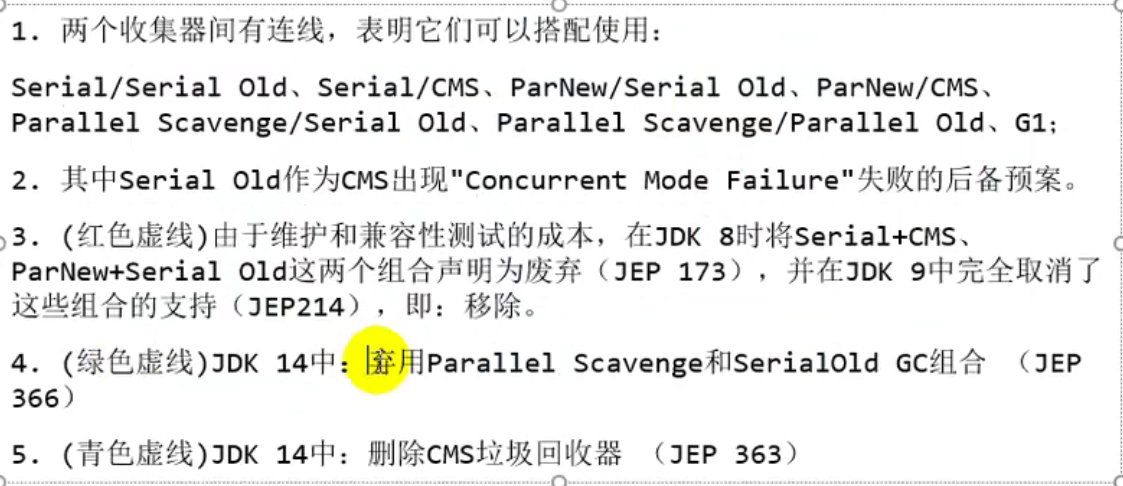 1. 两个收集器间有连线，表明它们可以搭配使用：
Serial/Serial Old、Serial/CMS、ParNew/Serial Old、ParNew/CMS、
Parallel Scavenge/Serial Old、Parallel Scavenge/Parallel Old、G1；
2. 其中Serial Old作为CMS出现"Concurrent Mode Failure"失败的后备预案。
3. (红色虚线)由于维护和兼容性测试的成本，在JDK 8时将Serial+CMS、
ParNew+Serial Old这两个组合声明为废弃（JEP 173），并在JDK 9中完全取消了
这些组合的支持（JEP214），即：移除。
4. (绿色虚线)JDK 14中：弃用Parallel Scavenge和SerialOld GC组合 （JEP
366）
5. (青色虚线)JDK 14中：删除CMS垃圾回收器 （JEP 363）